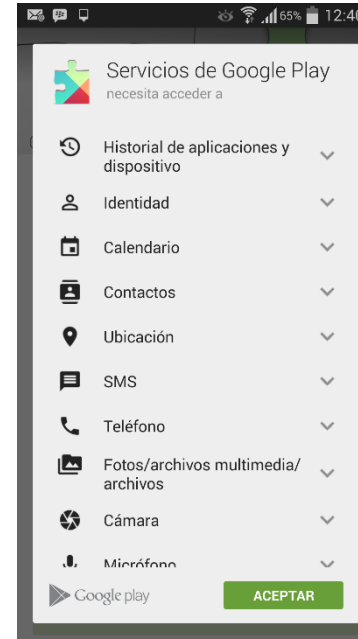 65% 12:40
Servicios de Google Play
necesita acceder a
Historial de aplicaciones y
dispositivo
Identidad
Calendario
Contactos
Ubicación
SMS
Teléfono
Fotos/archivos multimedia/
archivos
Cámara
Micrófono
Google play
ACEPTAR